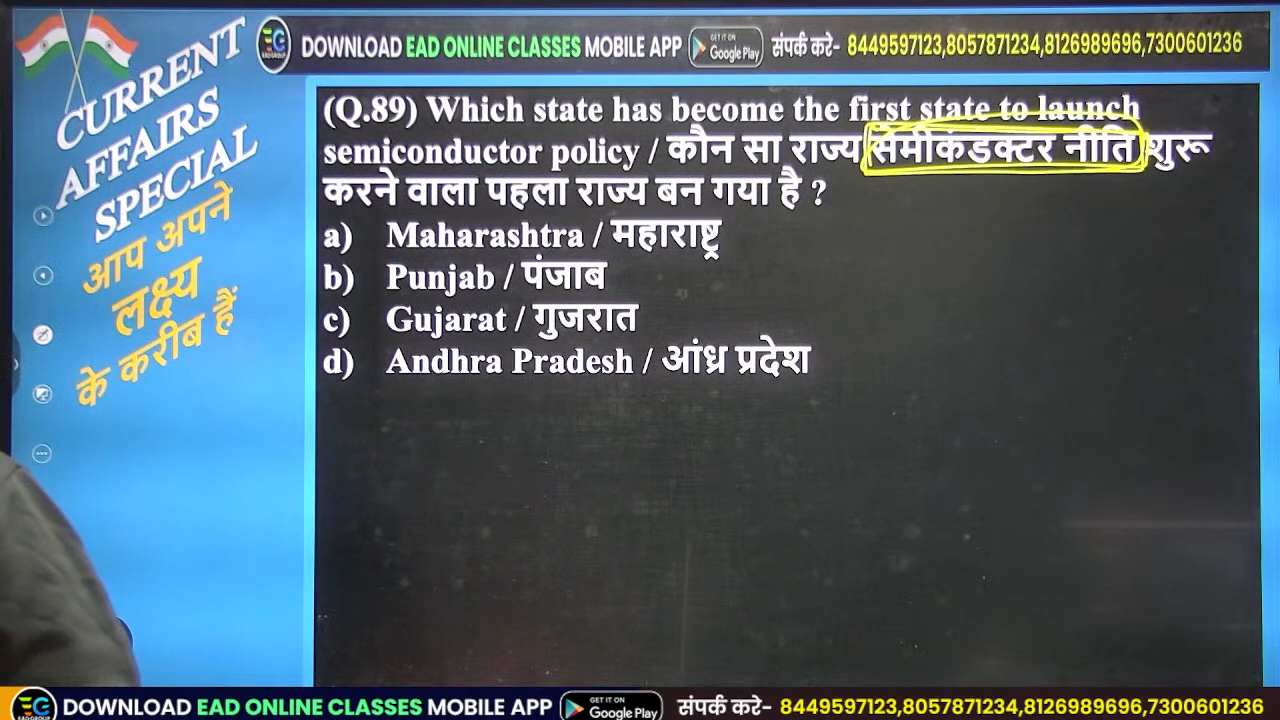 CURRENT
AFFAIRS
SPECIAL
आप अपने
लक्ष्य
के करीब हैं
DOWNLOAD EAD ONLINE CLASSES MOBILE APP GET IT ON Google Play संपर्क करे- 8449597123,8057871234,8126989696,7300601236
(Q.89) Which state has become the first state to launch
semiconductor policy / कौन सा राज्य सेमीकंडक्टर नीति शुरू
करने वाला पहला राज्य बन गया है ?
a) Maharashtra / महाराष्ट्र
b) Punjab / पंजाब
c) Gujarat / गुजरात
d) Andhra Pradesh / आंध्र प्रदेश
DOWNLOAD EAD ONLINE CLASSES MOBILE APP GET IT ON Google Play संपर्क करे- 8449597123,8057871234,8126989696,7300601236